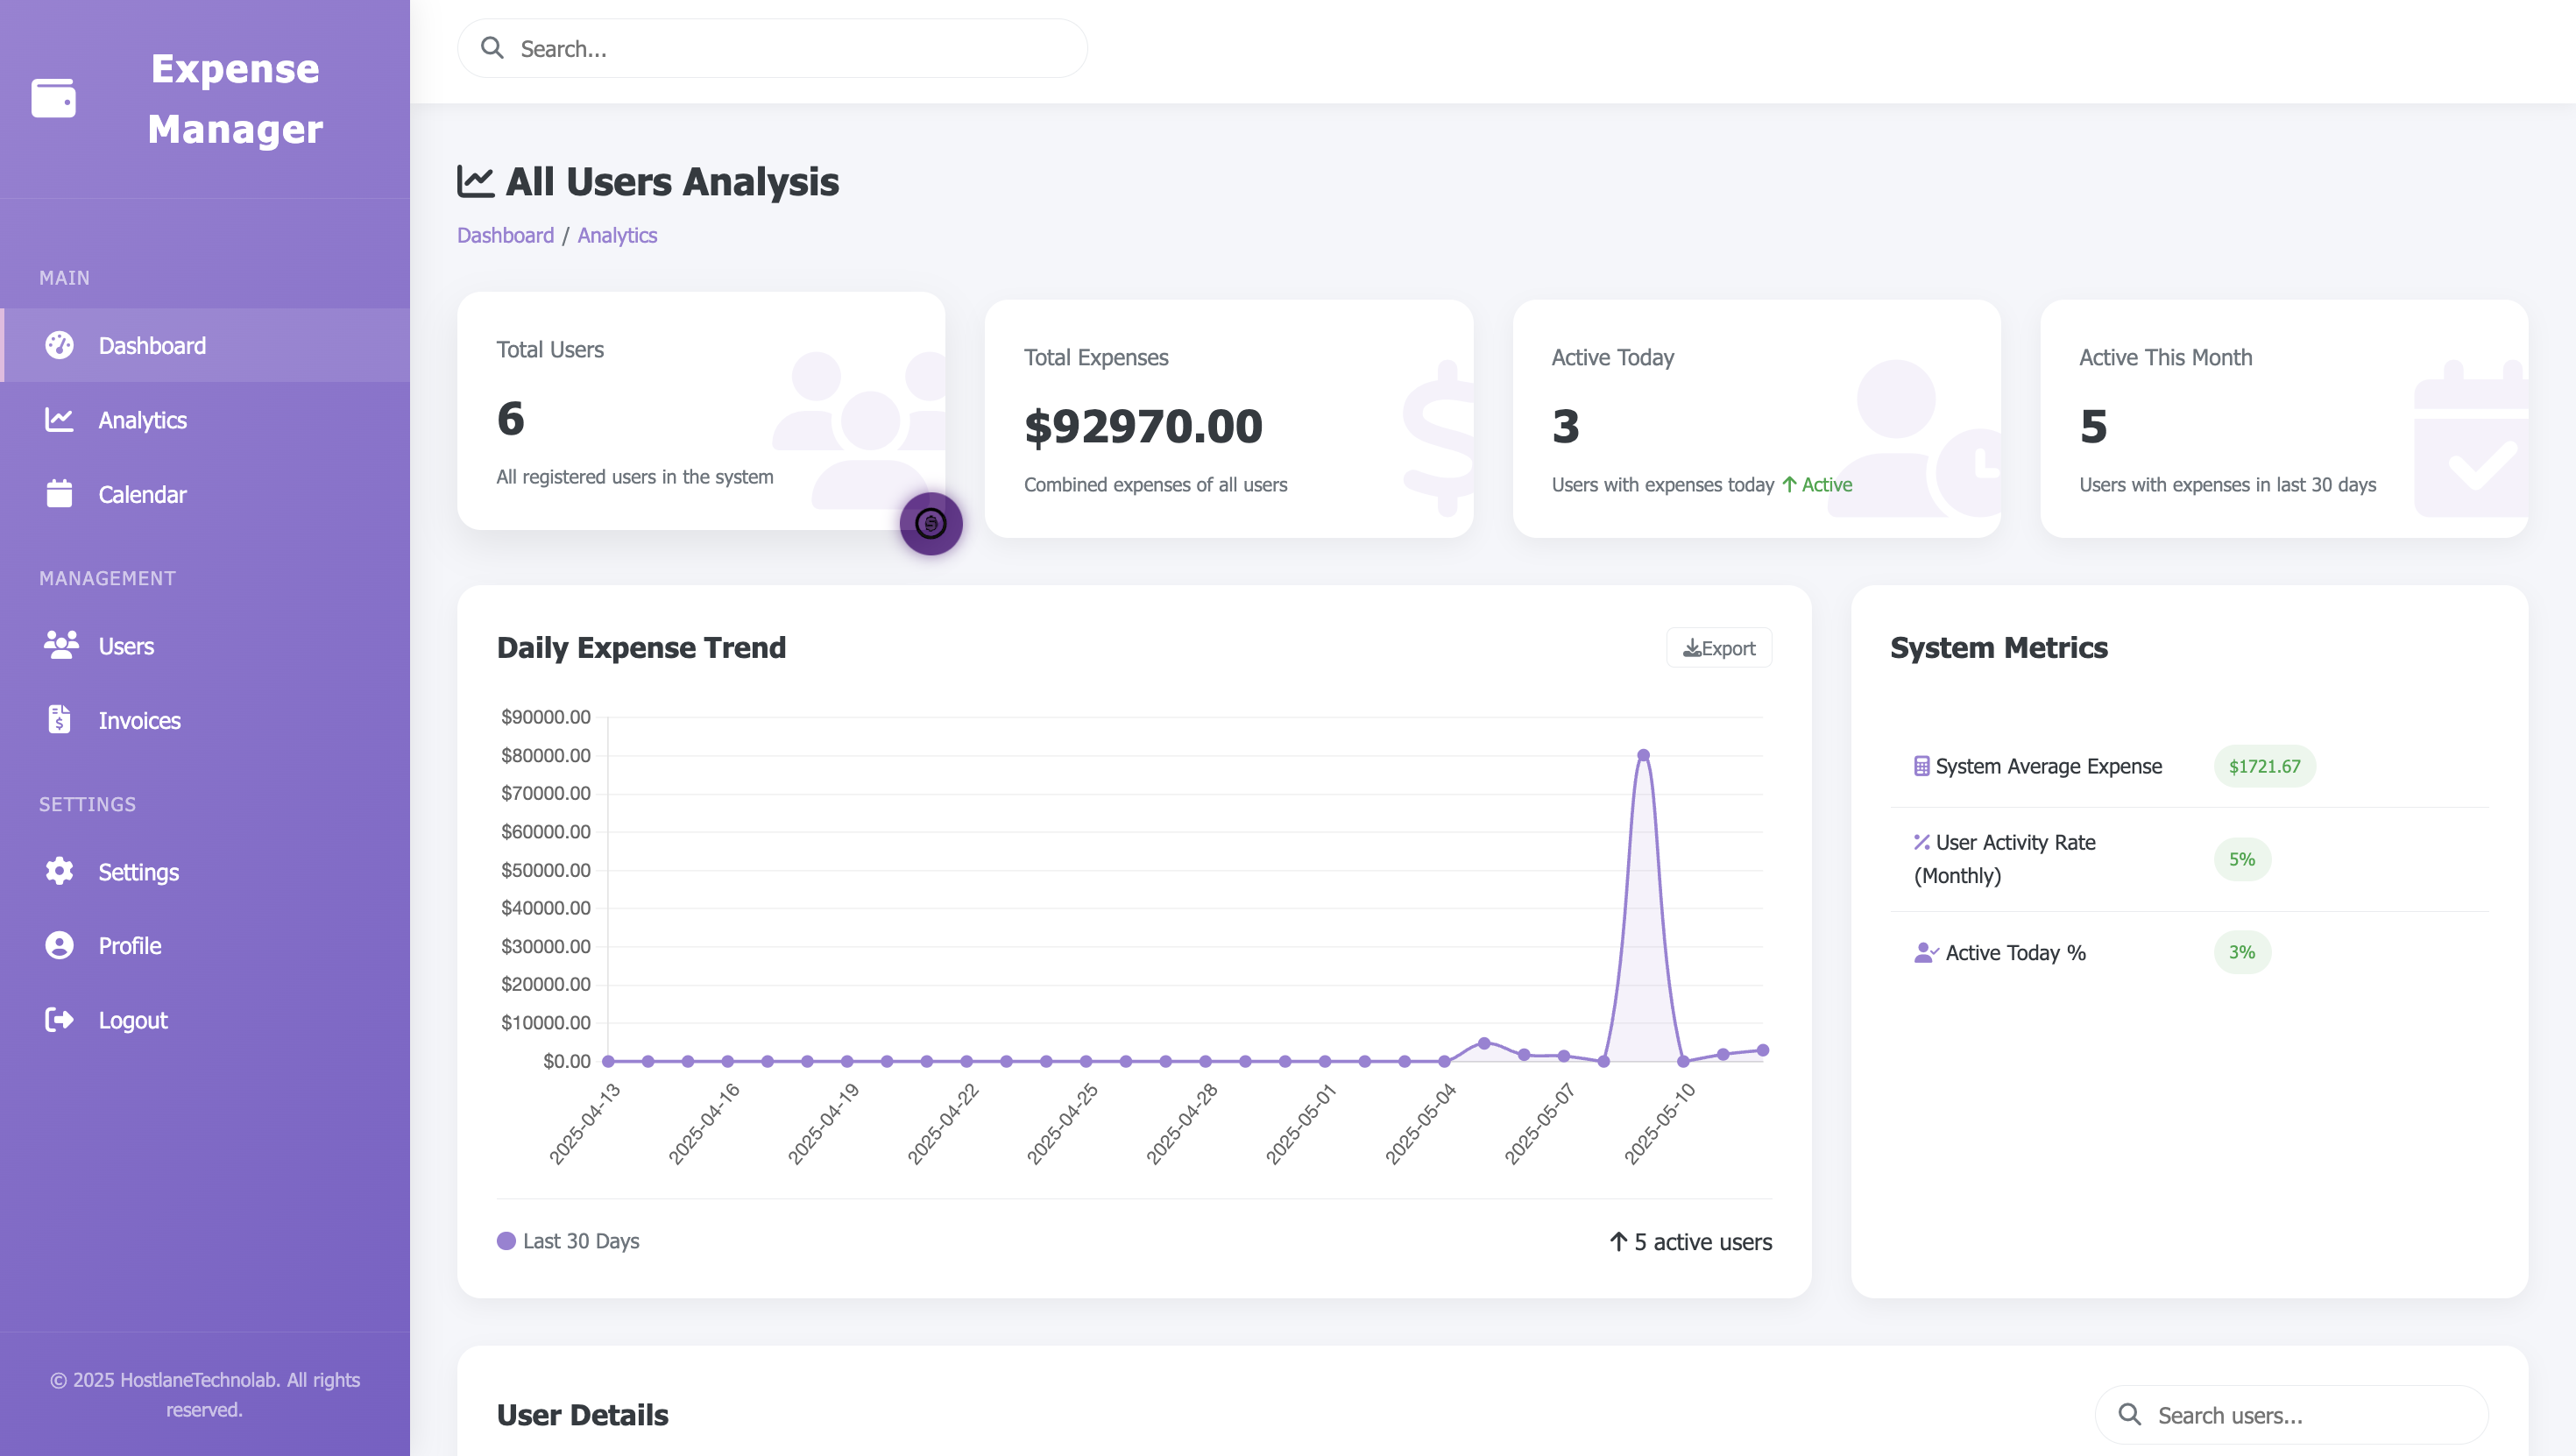 Expense
Manager
MAIN
Dashboard
Analytics
Calendar
MANAGEMENT
Users
Invoices
SETTINGS
Settings
Profile
Logout
© 2025 HostlaneTechnolab. All rights
reserved.
Search...
All Users Analysis
Dashboard / Analytics
Total Users
6
All registered users in the system
Total Expenses
$92970.00
Combined expenses of all users
Active Today
3
Users with expenses today ↑ Active
Active This Month
5
Users with expenses in last 30 days
Daily Expense Trend
Export
$90000.00
$80000.00
$70000.00
$60000.00
$50000.00
$40000.00
$30000.00
$20000.00
$10000.00
$0.00
2025-04-13
2025-04-16
2025-04-19
2025-04-22
2025-04-25
2025-04-28
2025-05-01
2025-05-04
2025-05-07
2025-05-10
Last 30 Days
↑ 5 active users
System Metrics
System Average Expense
$1721.67
User Activity Rate
(Monthly)
5%
Active Today %
3%
User Details
Search users...